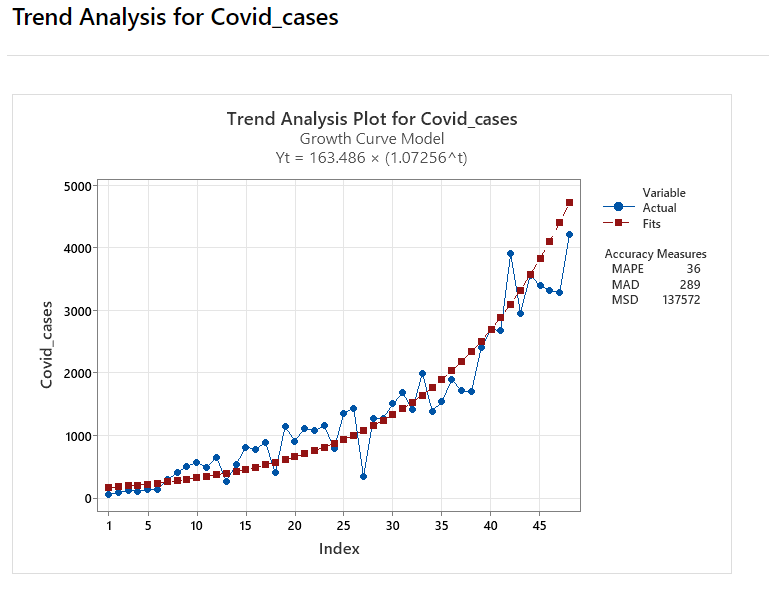 Trend Analysis for Covid_cases
Trend Analysis Plot for Covid_cases
Growth Curve Model
Yt = 163.486 × (1.07256^t)
5000
4000
3000
2000
1000
0
Covid_cases
1 5 10 15 20 25 30 35 40 45
Index
Variable
Actual
Fits
Accuracy Measures
MAPE 36
MAD 289
MSD 137572